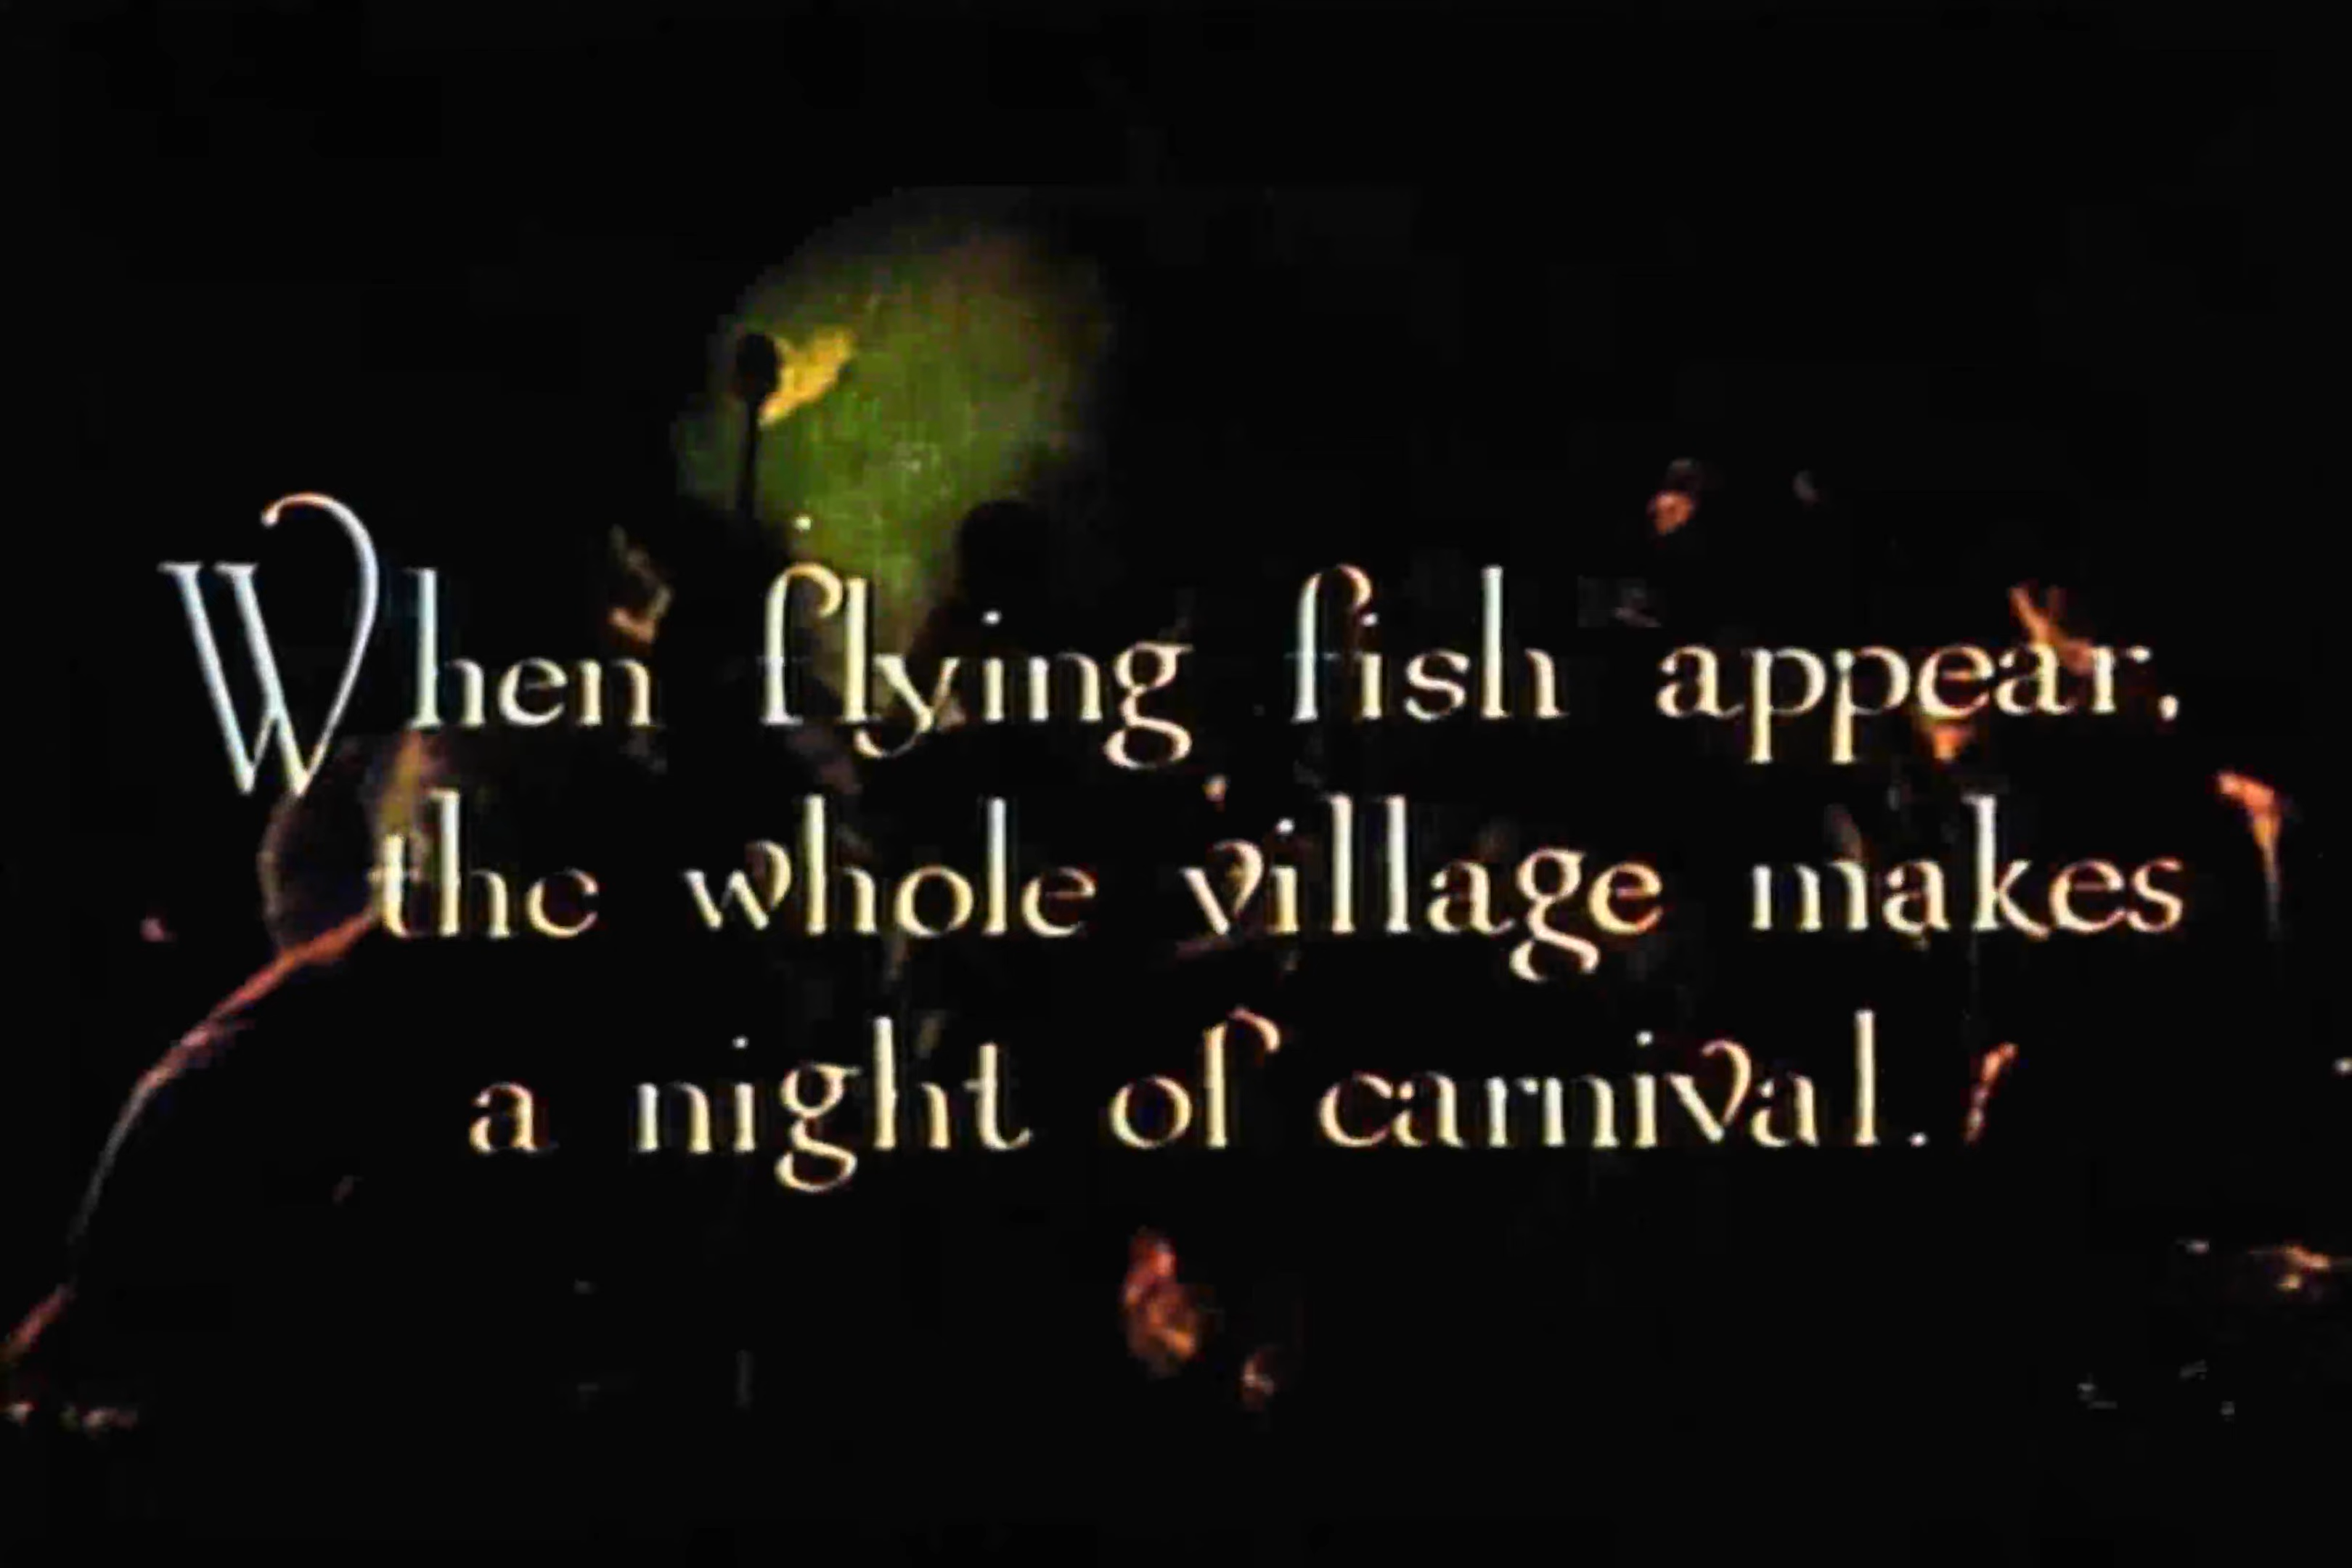 When flying fish appear,
the whole village makes
a night of carnival.